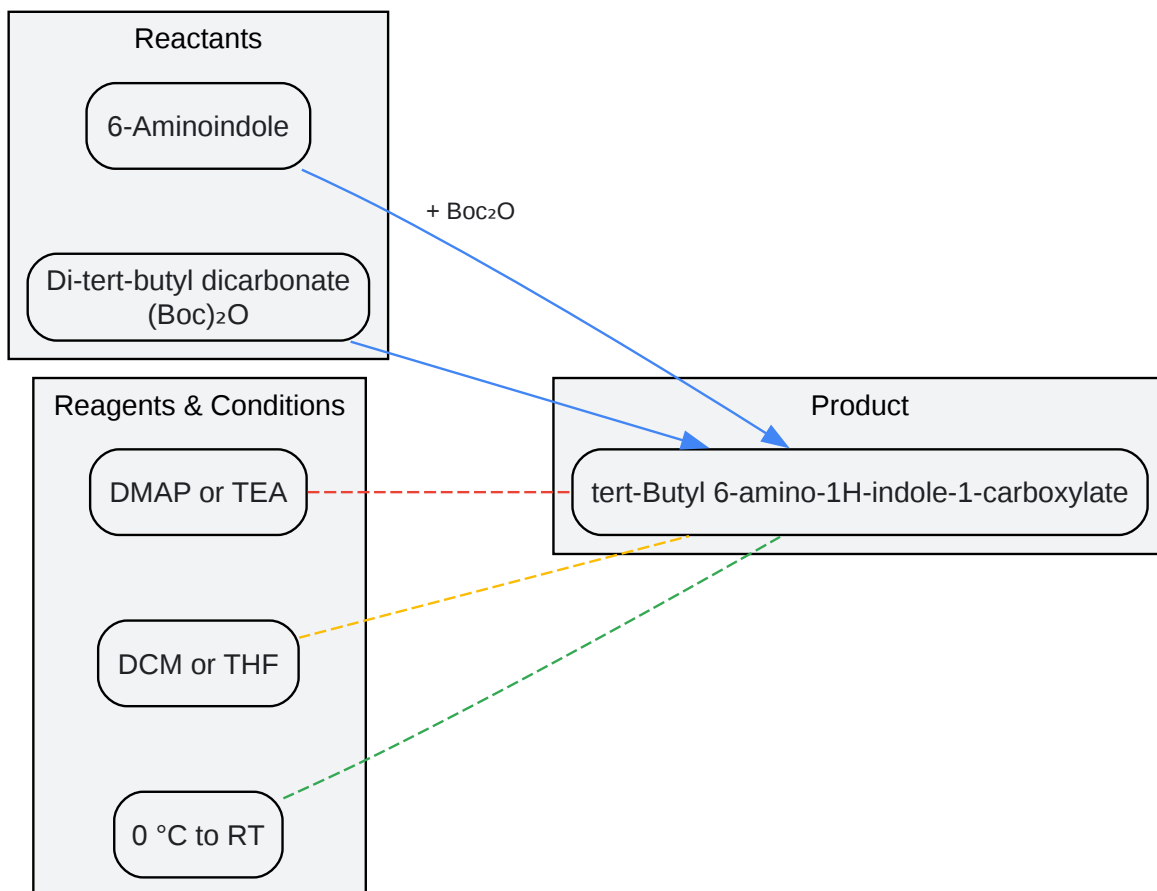 Reactants
6-Aminoindole
+ Boc₂O
Di-tert-butyl dicarbonate
(Boc)₂O
Reagents & Conditions
DMAP or TEA
DCM or THF
0 °C to RT
Product
tert-Butyl 6-amino-1H-indole-1-carboxylate